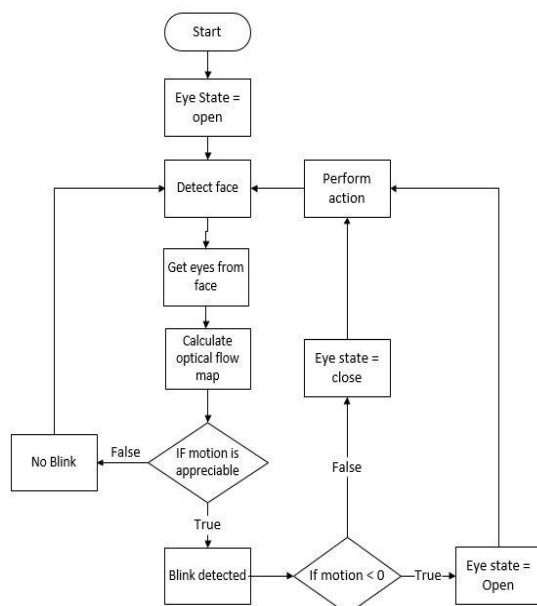 Start
Eye State =
open
Detect face
Perform
action
Get eyes from
face
Calculate
optical flow
map
Eye state =
close
IF motion is
appreciable
False
No Blink
False
True
Blink detected
If motion < 0
True
Eye state =
Open